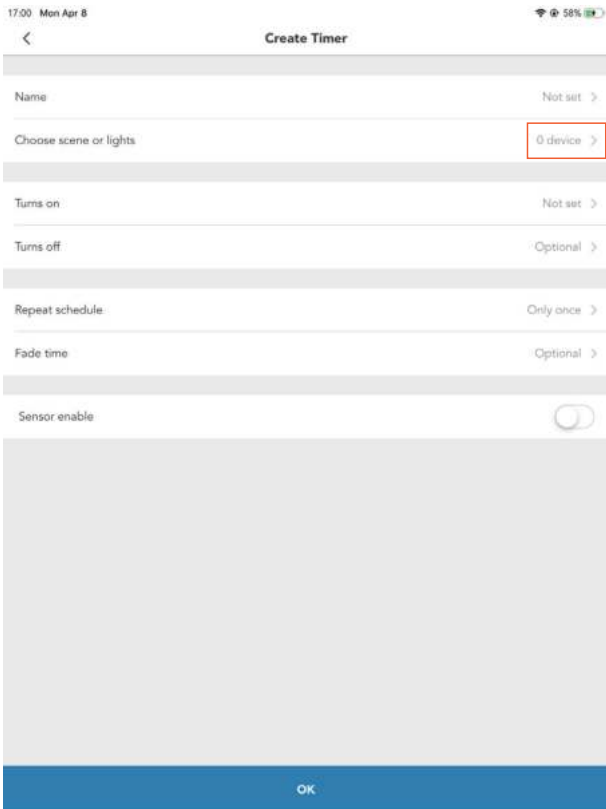 17:00 Mon Apr 8 58%
Create Timer
Name Not set
Choose scene or lights 0 device
Turns on Not set
Turns off Optional
Repeat schedule Only once
Fade time Optional
Sensor enable
OK